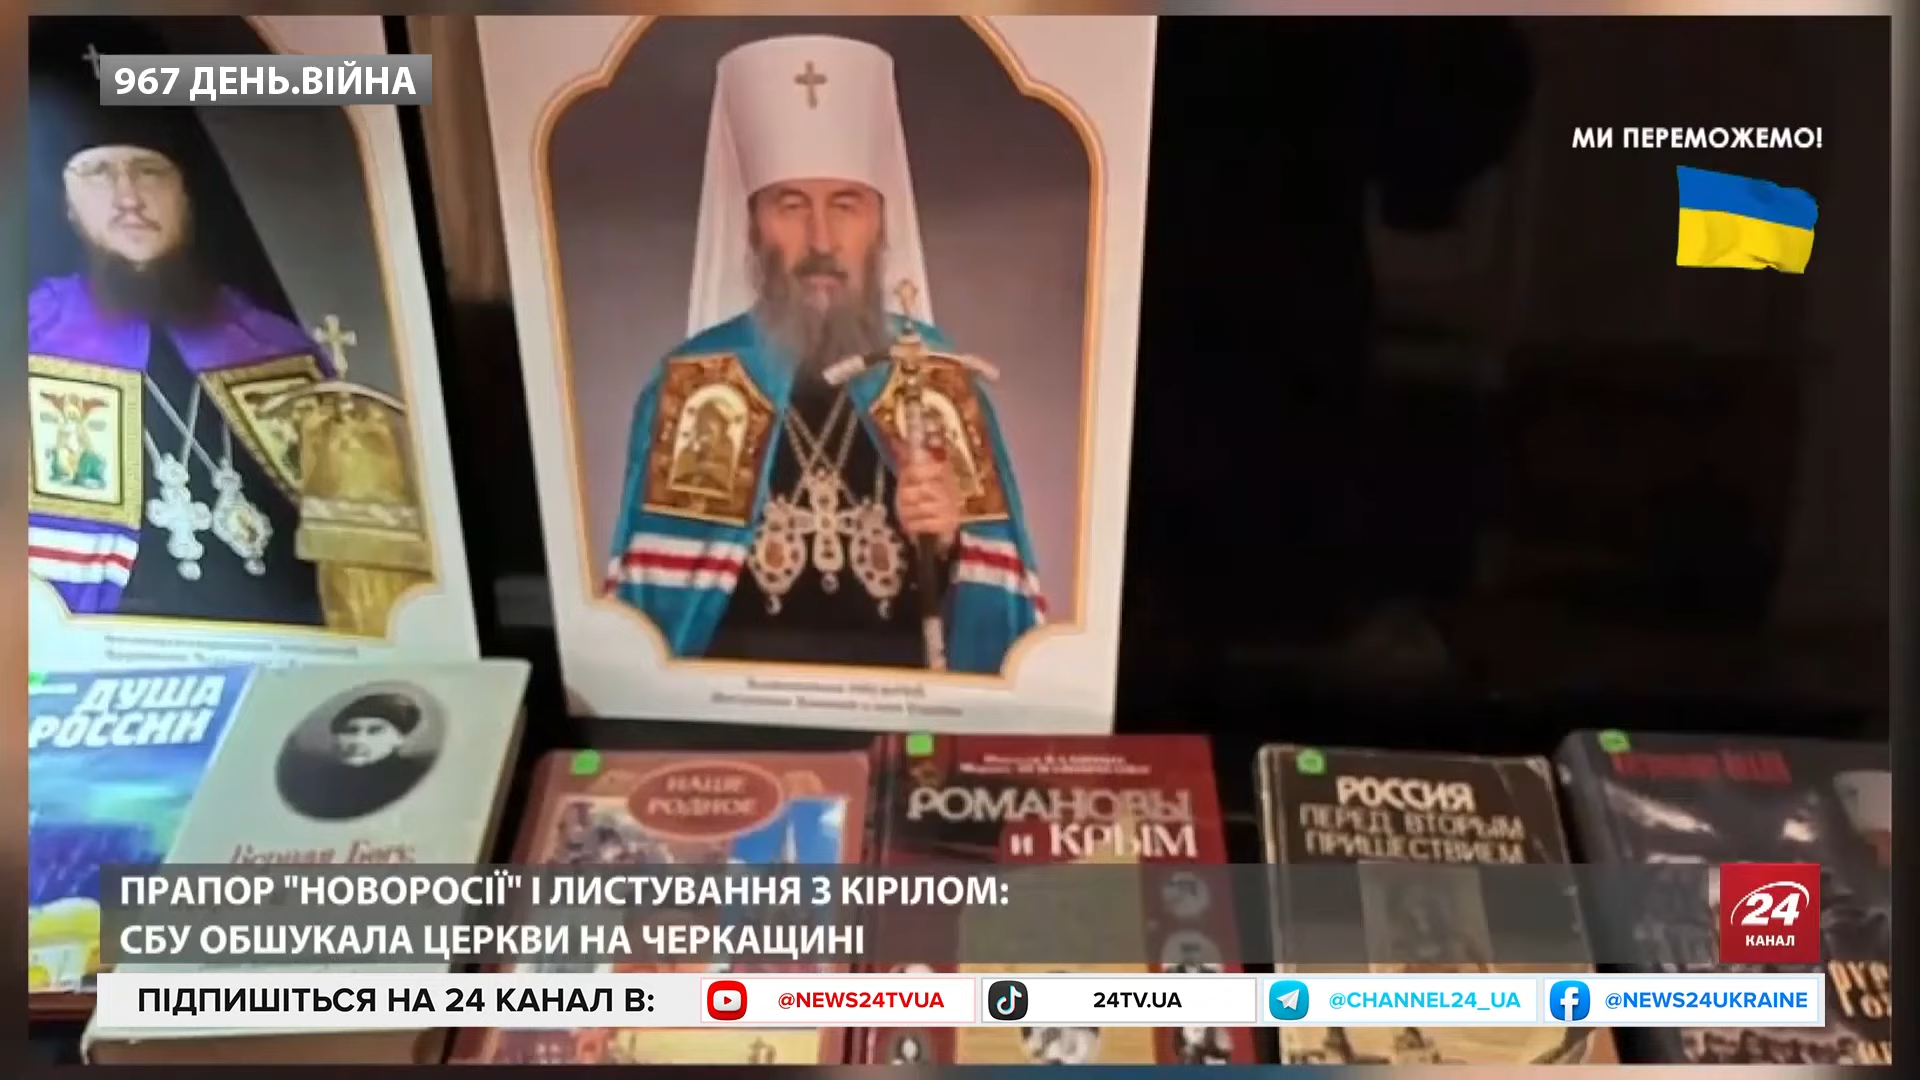 967 ДЕНЬ.ВІЙНА
МИ ПЕРЕМОЖЕМО!
ДУША
РОССИИ
НАШЕ
РОДНОЕ
РОМАНОВЫ
и КРЫМ
РОССИЯ
ПЕРЕД ВТОРЫМ
ПРИШЕСТВИЕМ
ПРАПОР "НОВОРОСІЇ" І ЛИСТУВАННЯ З КІРІЛОМ:
СБУ ОБШУКАЛА ЦЕРКВИ НА ЧЕРКАЩИНІ
24
КАНАЛ
ПІДПИШІТЬСЯ НА 24 КАНАЛ В:
@NEWS24TVUA
24TV.UA
@CHANNEL24_UA
@NEWS24UKRAINE